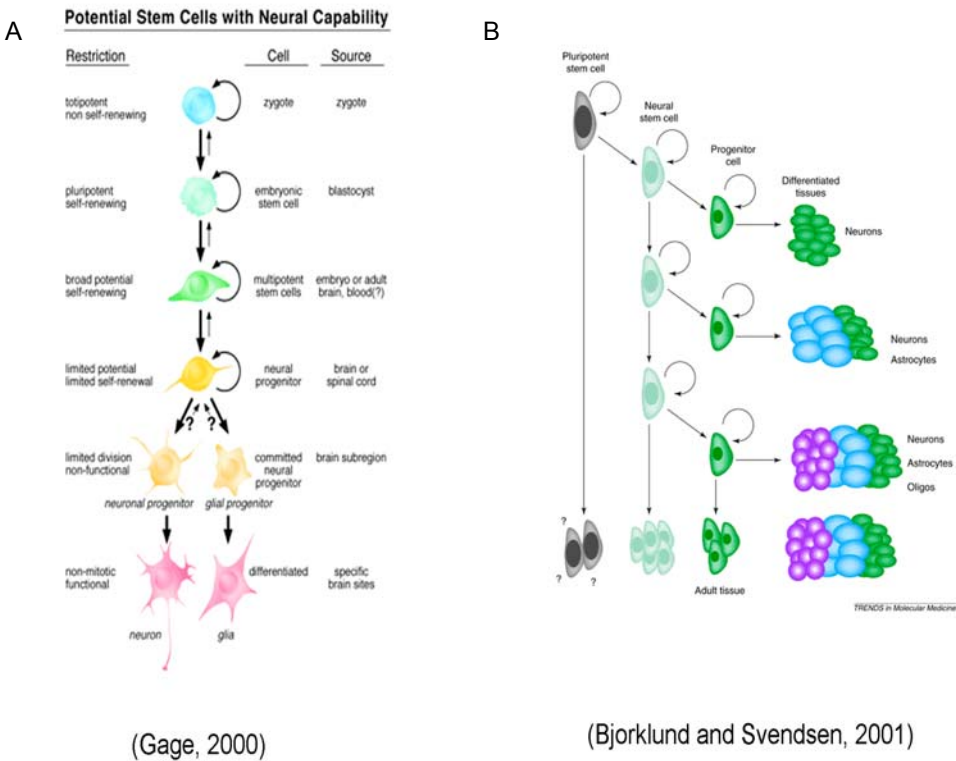 A
Potential Stem Cells with Neural Capability
Restriction
Cell
Source
totipotent
non self-renewing
zygote
zygote
pluripotent
self-renewing
embryonic
stem cell
blastocyst
broad potential
self-renewing
multipotent
stem cells
embryo or adult
brain, blood(?)
limited potential
limited self-renewal
neural
progenitor
brain or
spinal cord
? ?
limited division
non-functional
committed
neural
progenitor
brain subregion
neuronal progenitor
glial progenitor
non-mitotic
functional
differentiated
specific
brain sites
neuron
glia
(Gage, 2000)
B
Pluripotent
stem cell
Neural
stem cell
Progenitor
cell
Differentiated
tissues
Neurons
Neurons
Astrocytes
Neurons
Astrocytes
Oligos
?
? ?
Adult tissue
TRENDS in Molecular Medicine
(Bjorklund and Svendsen, 2001)